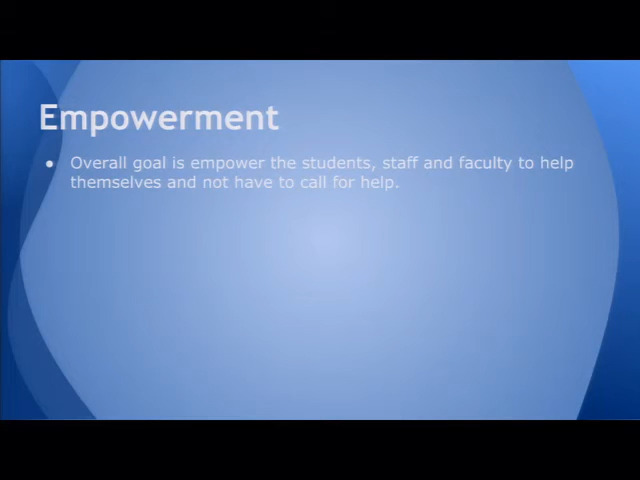 Empowerment
● Overall goal is empower the students, staff and faculty to help
themselves and not have to call for help.